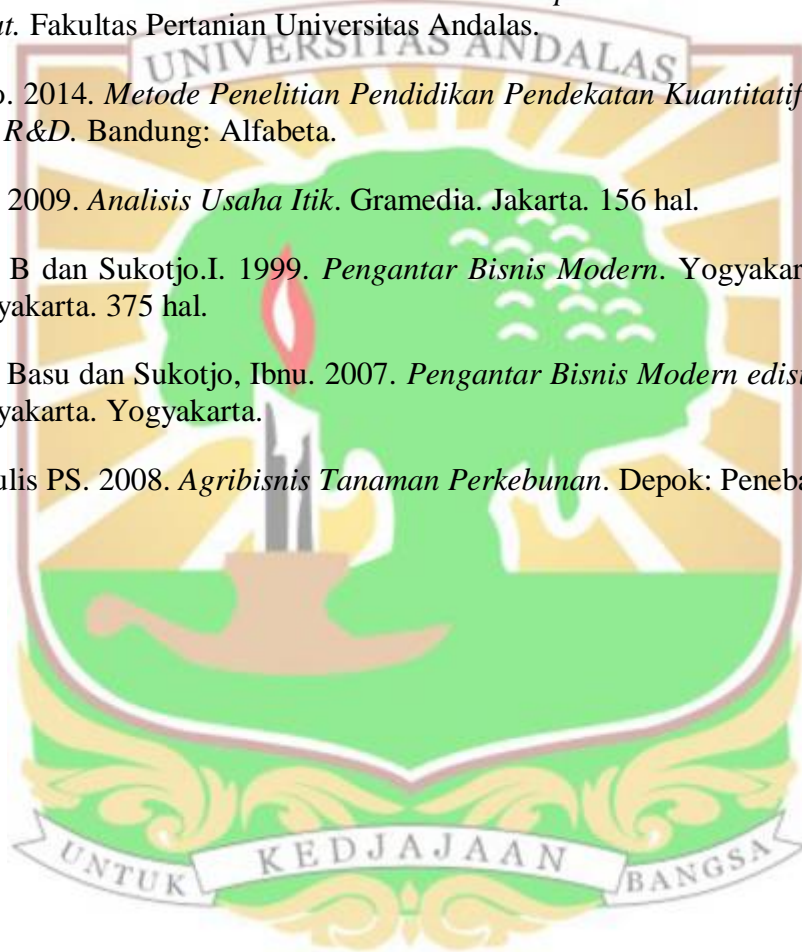 ut. Fakultas Pertanian Universitas Andalas.
UNIVERSITAS ANDALAS
o. 2014. Metode Penelitian Pendidikan Pendekatan Kuantitatif
R&D. Bandung: Alfabeta.
2009. Analisis Usaha Itik. Gramedia. Jakarta. 156 hal.
B dan Sukotjo.I. 1999. Pengantar Bisnis Modern. Yogyakar
yakarta. 375 hal.
Basu dan Sukotjo, Ibnu. 2007. Pengantar Bisnis Modern edisi
yakarta. Yogyakarta.
ulis PS. 2008. Agribisnis Tanaman Perkebunan. Depok: Peneba
UNTUK KEDJAJAAN BANGSA